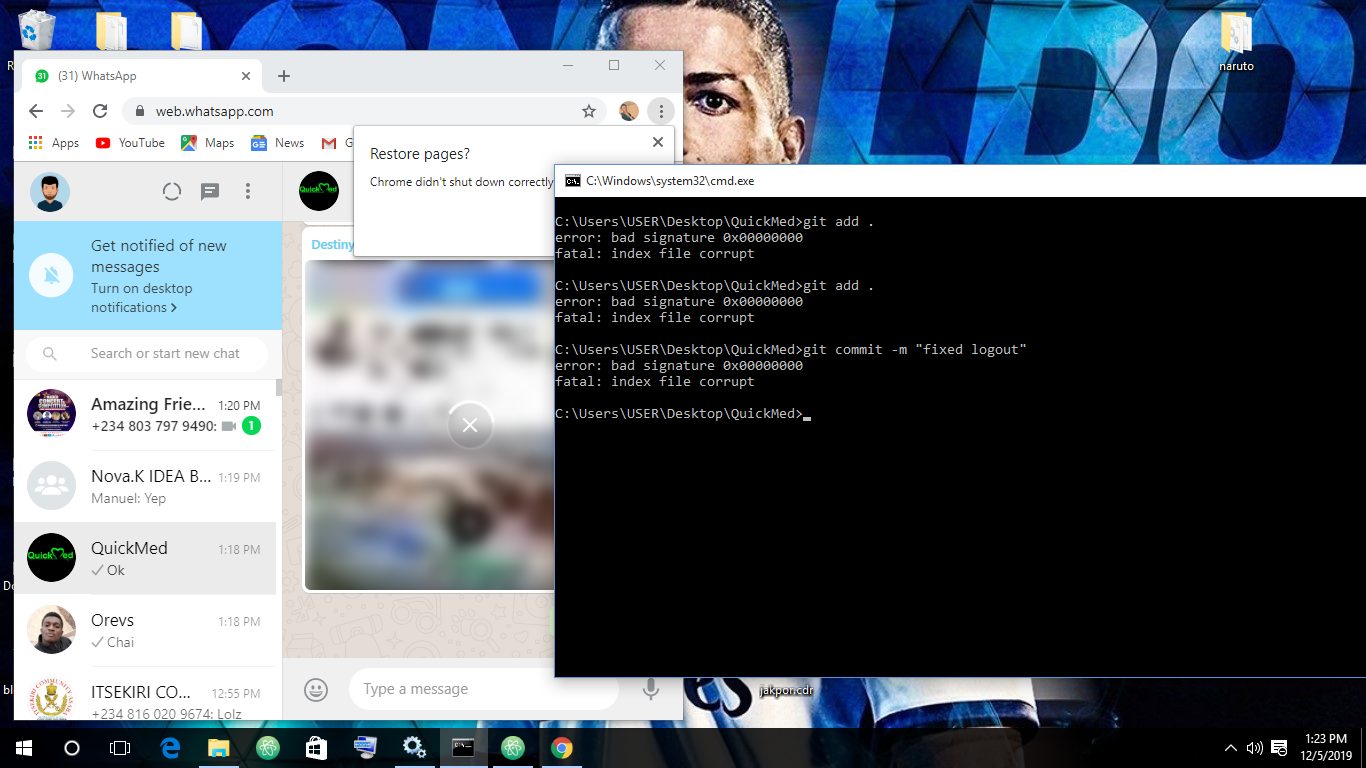 LDO
naruto
(31) WhatsApp
web.whatsapp.com
Apps
YouTube
Maps
News
G
Restore pages?
Chrome didn't shut down correctly
Get notified of new
messages
Turn on desktop
notifications >
Search or start new chat
Amazing Frie... 1:20 PM
+234 803 797 9490: 1
Nova.K IDEA B... 1:19 PM
Manuel: Yep
QuickMed 1:18 PM
Ok
Orevs 1:18 PM
Chai
ITSEKIRI CO... 12:55 PM
+234 816 020 9674: Lolz
QuickMed
Destiny
Type a message
C:\Windows\system32\cmd.exe
C:\Users\USER\Desktop\QuickMed>git add .
error: bad signature 0x00000000
fatal: index file corrupt
C:\Users\USER\Desktop\QuickMed>git add .
error: bad signature 0x00000000
fatal: index file corrupt
C:\Users\USER\Desktop\QuickMed>git commit -m "fixed logout"
error: bad signature 0x00000000
fatal: index file corrupt
C:\Users\USER\Desktop\QuickMed>
jakpor.cdr
1:23 PM
12/5/2019